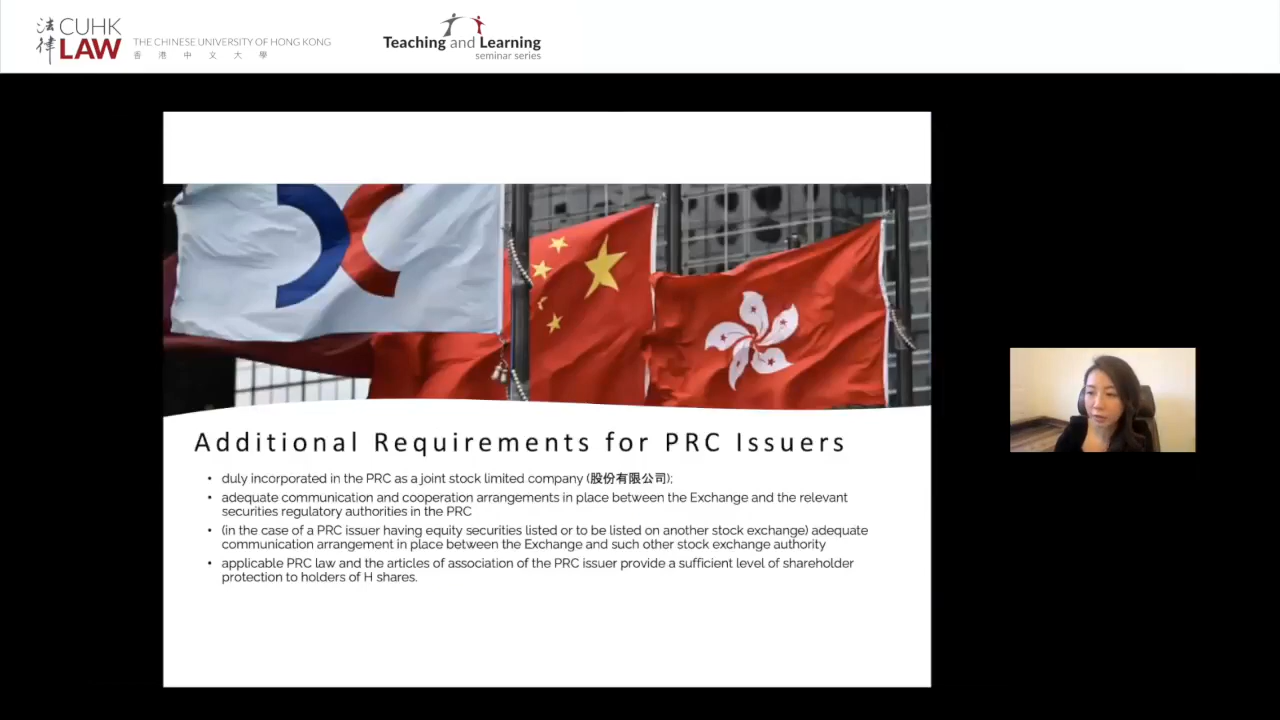 法律 CUHK LAW
THE CHINESE UNIVERSITY OF HONG KONG
香港中文大學
Teaching and Learning
seminar series
Additional Requirements for PRC Issuers
• duly incorporated in the PRC as a joint stock limited company (股份有限公司);
• adequate communication and cooperation arrangements in place between the Exchange and the relevant
securities regulatory authorities in the PRC
• (in the case of a PRC issuer having equity securities listed or to be listed on another stock exchange) adequate
communication arrangement in place between the Exchange and such other stock exchange authority
• applicable PRC law and the articles of association of the PRC issuer provide a sufficient level of shareholder
protection to holders of H shares.